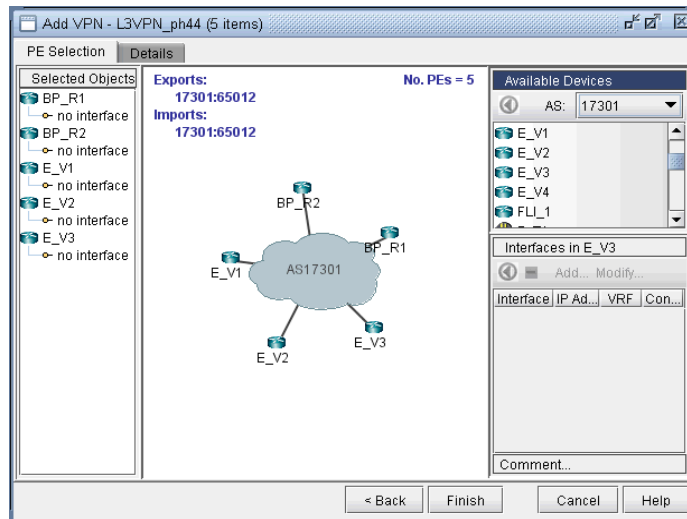 Add VPN - L3VPN_ph44 (5 items)
PE Selection
Details
Selected Objects
BP_R1
no interface
BP_R2
no interface
E_V1
no interface
E_V2
no interface
E_V3
no interface
Exports:
17301:65012
Imports:
17301:65012
No. PEs = 5
BP_R2
BP_R1
E_V1
AS17301
E_V3
E_V2
Available Devices
AS: 17301
E_V1
E_V2
E_V3
E_V4
FLI_1
Interfaces in E_V3
Add... Modify...
Interface IP Ad... VRF Con...
Comment...
< Back Finish Cancel Help